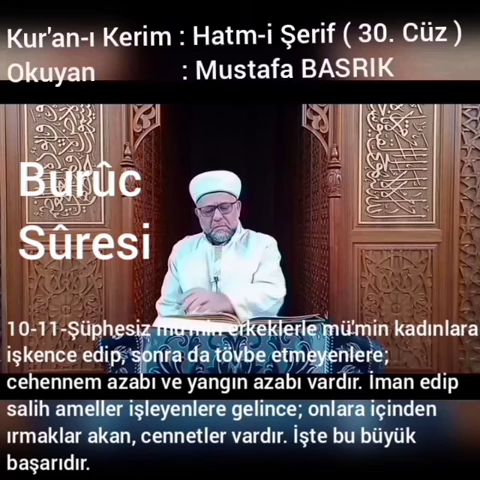 Kur'an-ı Kerim : Hatm-i Şerif ( 30. Cüz )
Okuyan : Mustafa BASRIK
Burûc
Sûresi
10-11-Şüphesiz mü'min erkeklerle mü'min kadınlara
işkence edip, sonra da tövbe etmeyenlere;
cehennem azabı ve yangın azabı vardır. İman edip
salih ameller işleyenlere gelince; onlara içinden
ırmaklar akan, cennetler vardır. İşte bu büyük
başarıdır.